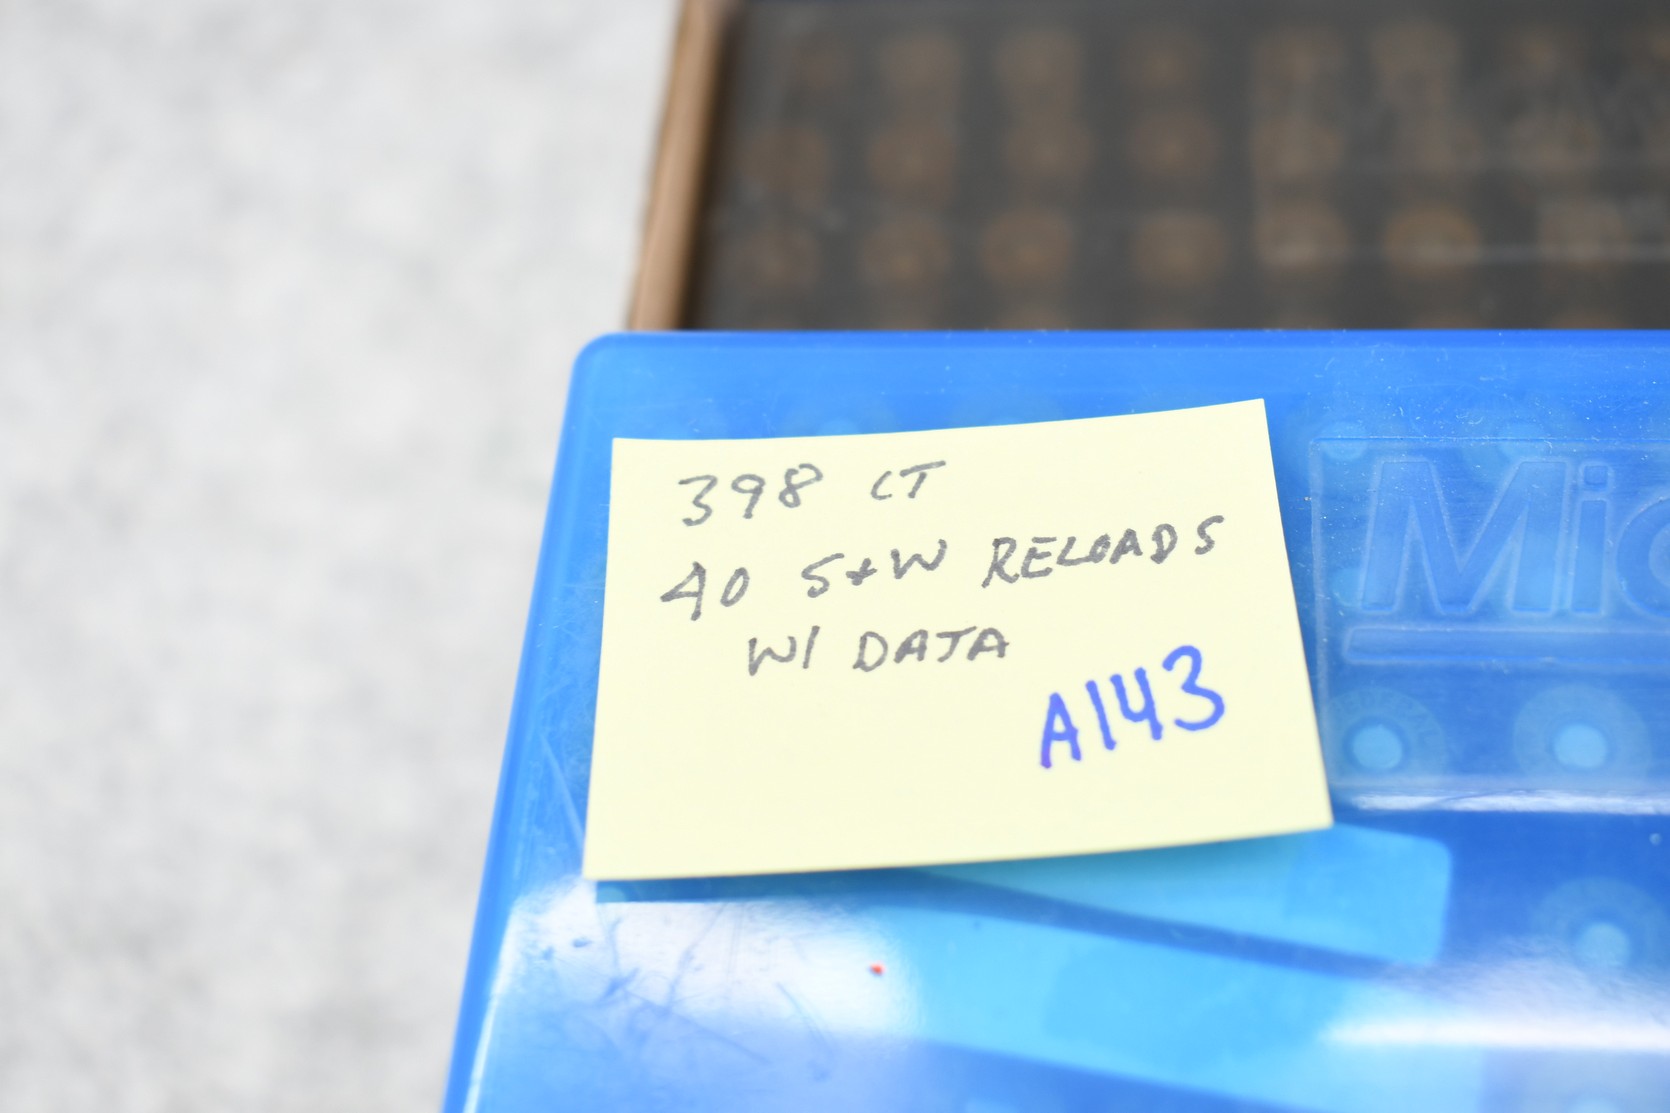 398 CT
40 S+W RELOADS
W/ DATA
A143